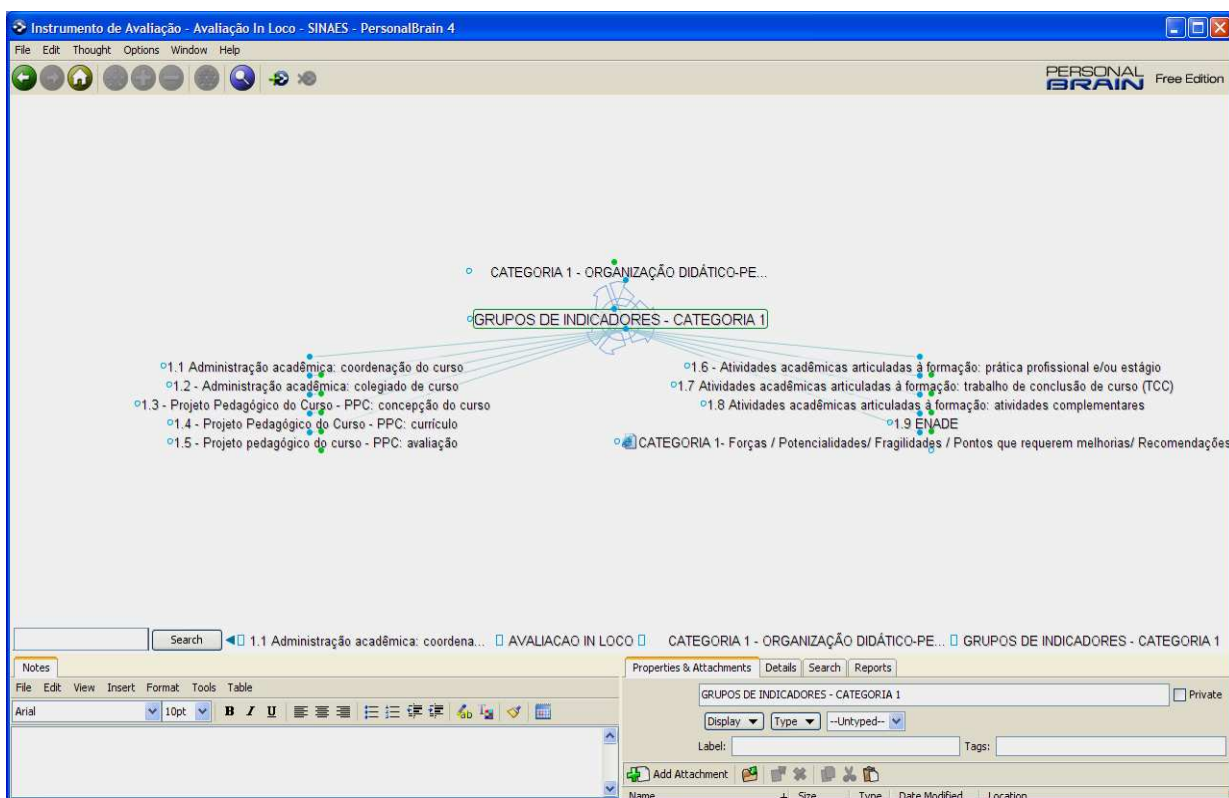 Instrumento de Avaliação - Avaliação In Loco - SINAES - PersonalBrain 4
File Edit Thought Options Window Help
PERSONAL BRAIN Free Edition
CATEGORIA 1 - ORGANIZAÇÃO DIDÁTICO-PE...
GRUPOS DE INDICADORES - CATEGORIA 1
1.1 Administração acadêmica: coordenação do curso
1.2 - Administração acadêmica: colegiado de curso
1.3 - Projeto Pedagógico do Curso - PPC: concepção do curso
1.4 - Projeto Pedagógico do Curso - PPC: currículo
1.5 - Projeto pedagógico do curso - PPC: avaliação
1.6 - Atividades acadêmicas articuladas à formação: prática profissional e/ou estágio
1.7 Atividades acadêmicas articuladas à formação: trabalho de conclusão de curso (TCC)
1.8 Atividades acadêmicas articuladas à formação: atividades complementares
1.9 ENADE
CATEGORIA 1- Forças / Potencialidades/ Fragilidades / Pontos que requerem melhorias/ Recomendações
Search 1.1 Administração acadêmica: coordena... AVALIACAO IN LOCO CATEGORIA 1 - ORGANIZAÇÃO DIDÁTICO-PE... GRUPOS DE INDICADORES - CATEGORIA 1
Notes
File Edit View Insert Format Tools Table
Arial 10pt B I U
Properties & Attachments Details Search Reports
GRUPOS DE INDICADORES - CATEGORIA 1 Private
Display Type --Untyped--
Label: Tags:
Add Attachment
Name Size Type Date Modified Location